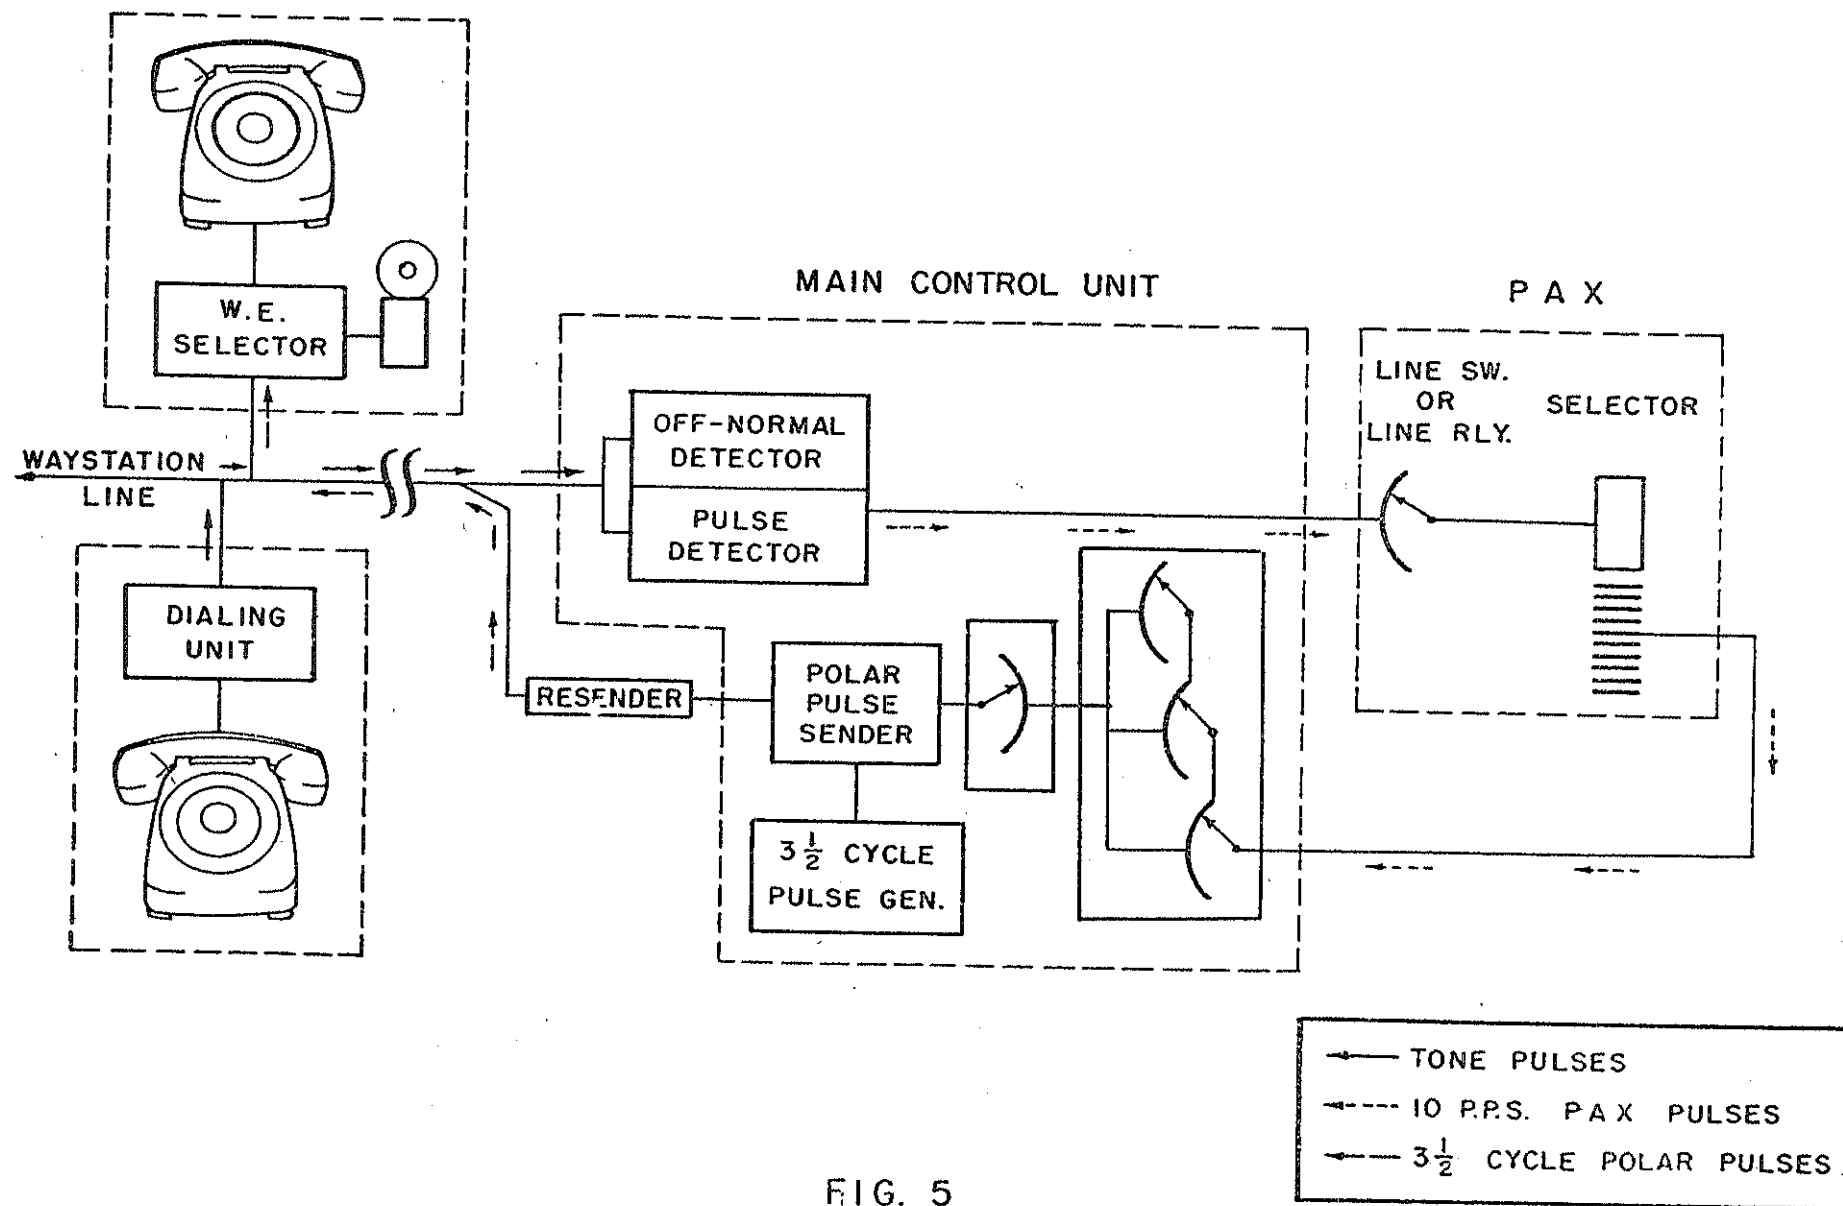 MAIN CONTROL UNIT
PAX
W.E.
SELECTOR
LINE SW.
OR
LINE RLY.
SELECTOR
OFF-NORMAL
DETECTOR
PULSE
DETECTOR
WAYSTATION
LINE
DIALING
UNIT
RESENDER
POLAR
PULSE
SENDER
3 1/2 CYCLE
PULSE GEN.
TONE PULSES
10 P.P.S. PAX PULSES
3 1/2 CYCLE POLAR PULSES
FIG. 5